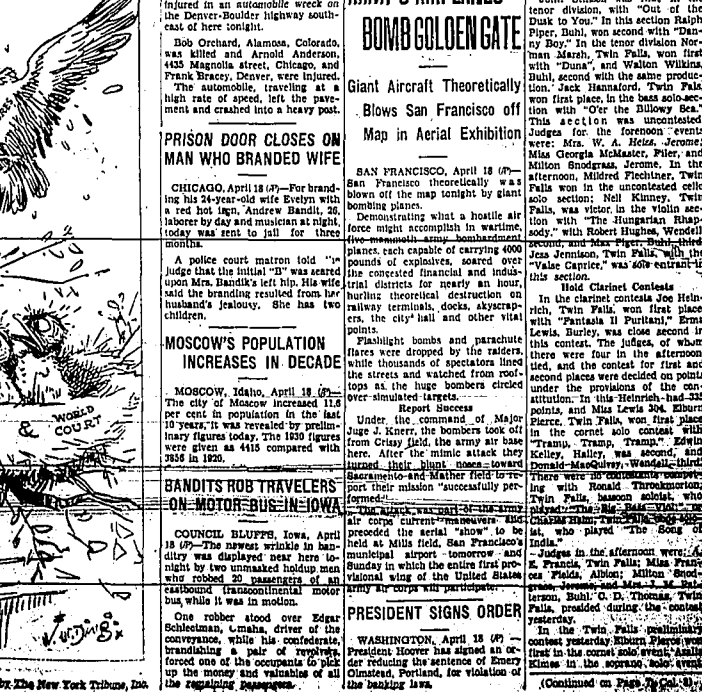 WORLD
&
COURT
by The New York Tribune, Inc.
injured in an automobile wreck on
the Denver-Boulder highway south-
east of here tonight.
Bob Orchard, Alamosa, Colorado,
was killed and Arnold Anderson,
4435 Magnolia street, Chicago, and
Frank Bracey, Denver, were injured.
The automobile, traveling at a
high rate of speed, left the pave-
ment and crashed into a heavy post.
PRISON DOOR CLOSES ON
MAN WHO BRANDED WIFE
CHICAGO, April 18 (AP)—For brand-
ing his 24-year-old wife Evelyn with
a red hot iron, Andrew Bandit, 26,
laborer by day and musician at night,
today was sent to jail for three
months.
A police court matron told
judge that the initial "B" was seared
upon Mrs. Bandik's left hip. His wife
said the branding resulted from her
husband's jealousy. She has two
children.
MOSCOW'S POPULATION
INCREASES IN DECADE
MOSCOW, Idaho, April 18 (AP)—
The city of Moscow increased 11.6
per cent in population in the last
10 years, it was revealed by prelim-
inary figures today. The 1930 figures
were given as 4415 compared with
3956 in 1920.
BANDITS ROB TRAVELERS
ON MOTOR BUS IN IOWA
COUNCIL BLUFFS, Iowa, April
18 (AP)—The newest wrinkle in ban-
ditry was displayed near here to-
night by two unmasked holdup men
who robbed 20 passengers of an
eastbound transcontinental motor
bus while it was in motion.
One robber stood over Edgar
Schlectman, Omaha, driver of the
conveyance, while his confederate,
brandishing a pair of revolvers,
forced one of the occupants to pick
up the money and valuables of all
the remaining passengers.
BOMB GOLDEN GATE
Giant Aircraft Theoretically
Blows San Francisco off
Map in Aerial Exhibition
SAN FRANCISCO, April 18 (AP)—
San Francisco theoretically was
blown off the map tonight by giant
bombing planes.
Demonstrating what a hostile air
force might accomplish in wartime,
five mammoth army bombardment
planes, each capable of carrying 4000
pounds of explosives, soared over
the congested financial and indus-
trial districts for nearly an hour,
hurling theoretical destruction on
railway terminals, docks, skyscrap-
ers, the city hall and other vital
points.
Flashlight bombs and parachute
flares were dropped by the raiders,
while thousands of spectators lined
the streets and watched from roof-
tops as the huge bombers circled
over simulated targets.
Report Success
Under the command of Major
Juge J. Knerr, the bombers took off
from Crissy field, the army air base
here. After the mimic attack they
turned their blunt noses toward
Sacramento and Mather field to re-
port their mission "successfully per-
formed."
The attack was part of the army
air corps current maneuvers and
preceded the aerial "show" to be
held at Mills field, San Francisco's
municipal airport tomorrow and
Sunday in which the entire first pro-
visional wing of the United States
army air corps will participate.
PRESIDENT SIGNS ORDER
WASHINGTON, April 18 (AP)—
President Hoover has signed an or-
der reducing the sentence of Emery
Olmstead, Portland, for violation of
the banking laws.
tenor division, with "Out of the
Dusk to You." In this section Ralph
Piper, Buhl, won second with "Dan-
ny Boy." In the tenor division Nor-
man Marsh, Twin Falls, won first
with "Duna", and Walton Wilkins,
Buhl, second with the same produc-
tion. Jack Hannaford, Twin Falls,
won first place, in the bass solo sec-
tion with "O'er the Billowy Sea."
This section was uncontested
Judges for the forenoon events
were: Mrs. W. A. Heiss, Jerome;
Miss Georgia McMaster, Filer, and
Milton Snodgrass, Jerome. In the
afternoon, Mildred Flechtner, Twin
Falls won in the uncontested cello
solo section; Nell Kinney, Twin
Falls, was victor, in the violin sec-
tion with "The Hungarian Rhap-
sody." with Robert Hughes, Wendell
second, and Max Piger, Buhl, third.
Jess Jennison, Twin Falls, with the
"Valse Caprice," was sole entrant in
this section.
Hold Clarinet Contests
In the clarinet contests Joe Hein-
rich, Twin Falls, won first place
with "Fantasia Il Puritani," Erma
Lewis, Burley, was close second in
this contest. The judges, of whom
there were four in the afternoon
tied, and the contest for first and
second places were decided on points
under the provisions of the con-
stitution. In this Heinrich had 335
points, and Miss Lewis 304. Elburn
Pierce, Twin Falls, won first place
in the cornet solo contest with
"Tramp, Tramp, Tramp." Edwin
Kelley, Hailey, was second, and
Donald MacQuivey, Wendell, third.
There were no contestants compet-
ing with Ronald Throckmorton,
Twin Falls, bassoon soloist, who
played "The Big Bass Viol" or
Charles Haim, Twin Falls,
ist, who played "The Song of
India."
Judges in the afternoon were: A.
E. Francis, Twin Falls; Miss Fran-
ces Fields, Albion; Milton Snod-
grass, Jerome, and Mrs. J. M. Pat-
terson, Buhl. C. D. Thomas, Twin
Falls, presided during the contest
yesterday.
In the Twin Falls preliminary
contest yesterday Elburn Pierce won
first in the cornet solo event, Axalia
Kimes in the soprano solo event
(Continued on Page 7, Col. 3)